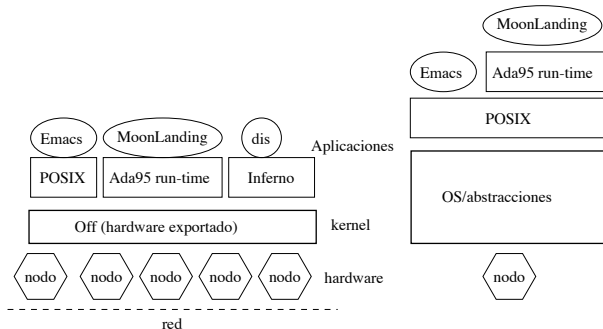 MoonLanding
Emacs
Ada95 run-time
POSIX
OS/abstracciones
nodo
Emacs
MoonLanding
dis
Aplicaciones
POSIX
Ada95 run-time
Inferno
Off (hardware exportado)
kernel
nodo
nodo
nodo
nodo
nodo
hardware
red